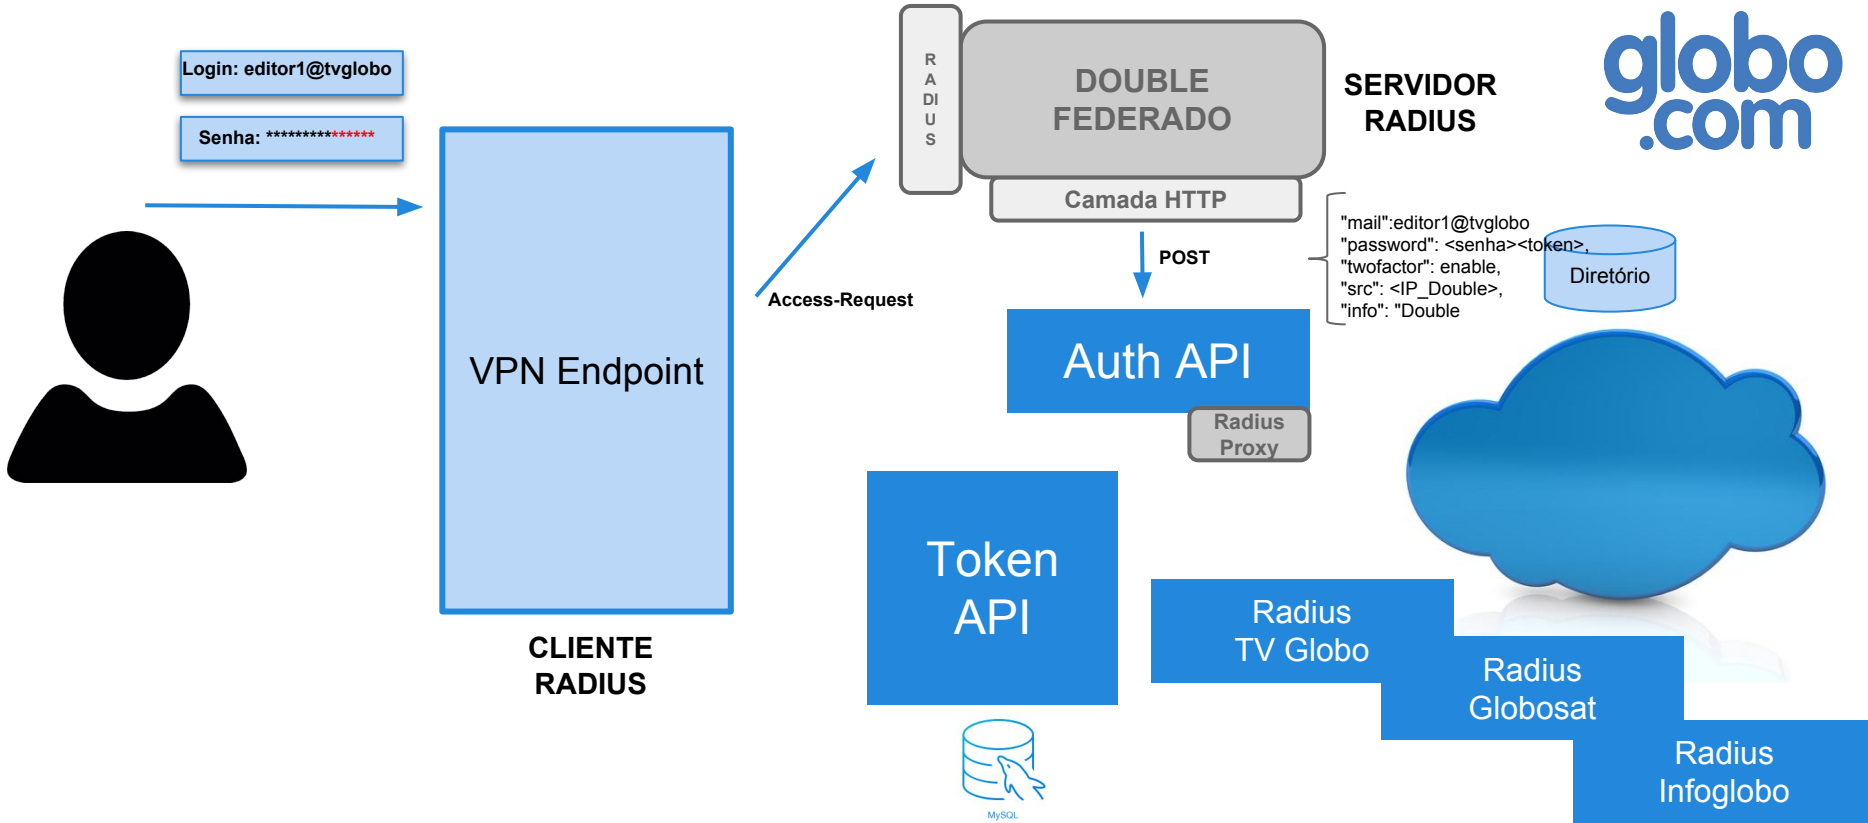 Login: editor1@tvglobo
Senha: ***************
VPN Endpoint
CLIENTE
RADIUS
Access-Request
R
A
DI
U
S
DOUBLE
FEDERADO
SERVIDOR
RADIUS
globo
.com
Camada HTTP
POST
"mail":editor1@tvglobo
"password": <senha><token>,
"twofactor": enable,
"src": <IP_Double>,
"info": "Double
Diretório
Auth API
Radius
Proxy
Token
API
MySQL
Radius
TV Globo
Radius
Globosat
Radius
Infoglobo